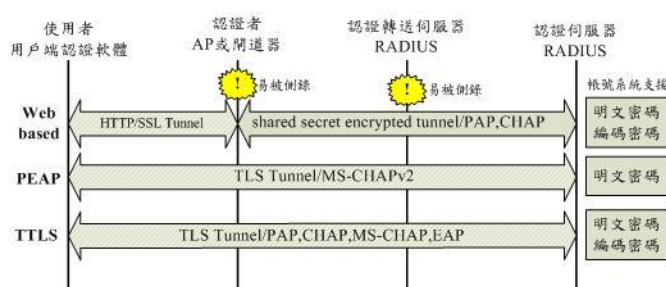 使用者
用戶端認證軟體
認證者
AP或閘道器
認證轉送伺服器
RADIUS
認證伺服器
RADIUS
!
易被側錄
!
易被側錄
帳號系統支援
Web
based
HTTP/SSL Tunnel
shared secret encrypted tunnel/PAP,CHAP
明文密碼
編碼密碼
PEAP
TLS Tunnel/MS-CHAPv2
明文密碼
TTLS
TLS Tunnel/PAP,CHAP,MS-CHAP,EAP
明文密碼
編碼密碼